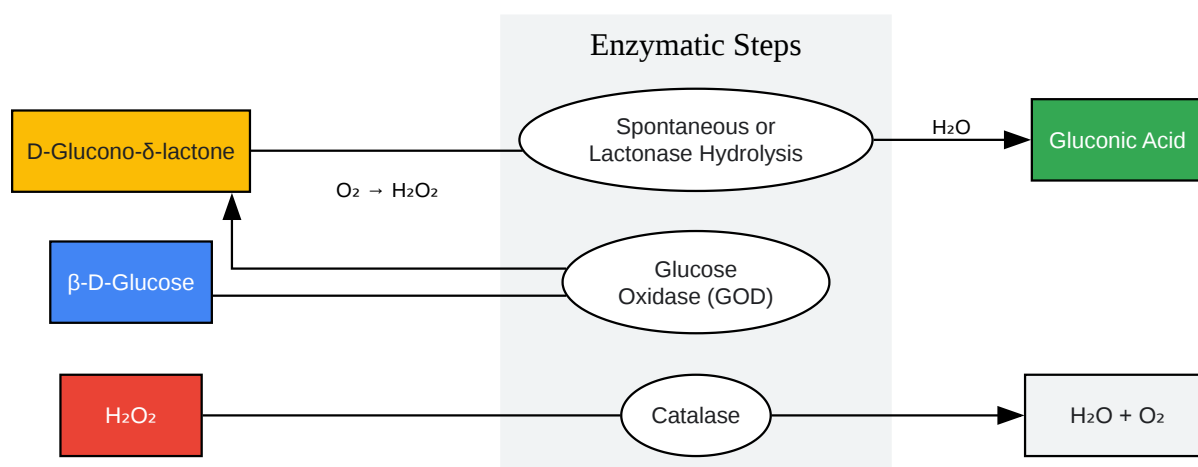 Enzymatic Steps
D-Glucono-δ-lactone
Spontaneous or
Lactonase Hydrolysis
H₂O
Gluconic Acid
O₂ → H₂O₂
β-D-Glucose
Glucose
Oxidase (GOD)
H₂O₂
Catalase
H₂O + O₂